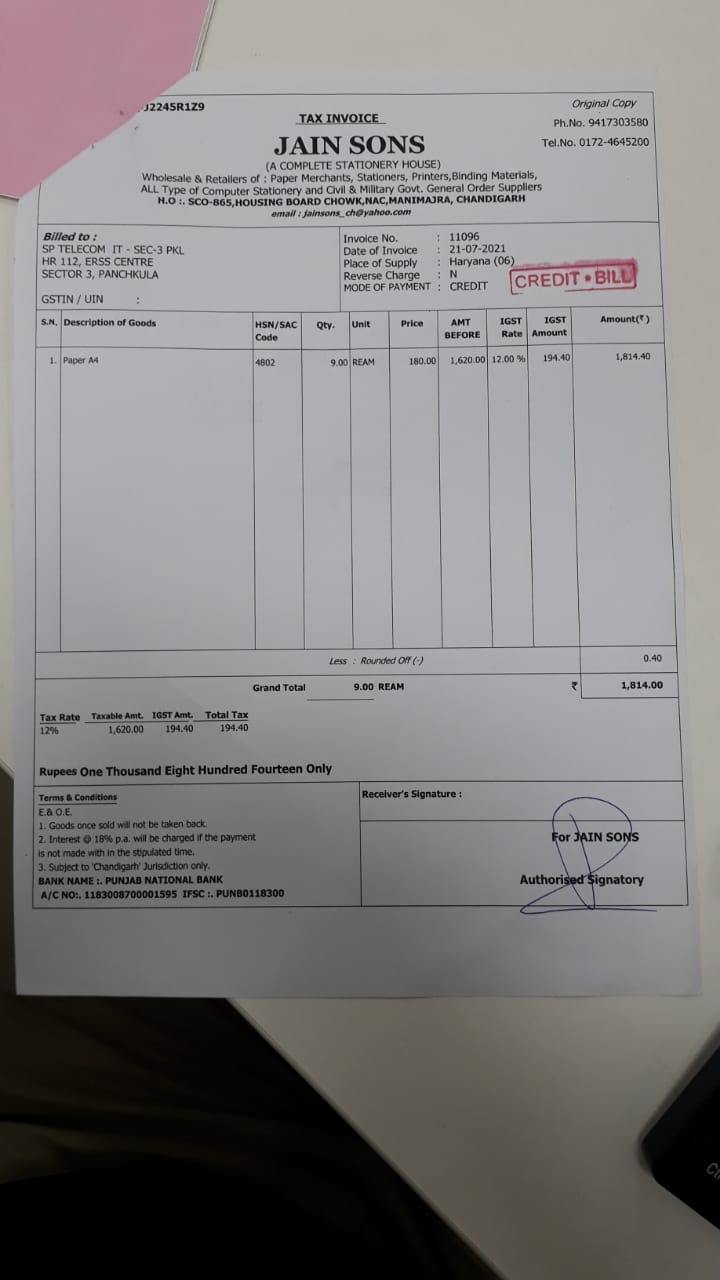 J2245R1Z9
Original Copy
TAX INVOICE
Ph.No. 9417303580
JAIN SONS
Tel.No. 0172-4645200
(A COMPLETE STATIONERY HOUSE)
Wholesale & Retailers of : Paper Merchants, Stationers, Printers,Binding Materials,
ALL Type of Computer Stationery and Civil & Military Govt. General Order Suppliers
H.O :. SCO-865,HOUSING BOARD CHOWK,NAC,MANIMAJRA, CHANDIGARH
email : jainsons_ch@yahoo.com
Billed to :
SP TELECOM IT - SEC-3 PKL
HR 112, ERSS CENTRE
SECTOR 3, PANCHKULA
GSTIN / UIN :
Invoice No. : 11096
Date of Invoice : 21-07-2021
Place of Supply : Haryana (06)
Reverse Charge : N
MODE OF PAYMENT : CREDIT
CREDIT • BILL
S.N. Description of Goods HSN/SAC Code Qty. Unit Price AMT BEFORE IGST Rate IGST Amount Amount(₹)
1. Paper A4 4802 9.00 REAM 180.00 1,620.00 12.00 % 194.40 1,814.40
Less : Rounded Off (-) 0.40
Grand Total 9.00 REAM ₹ 1,814.00
Tax Rate Taxable Amt. IGST Amt. Total Tax
12% 1,620.00 194.40 194.40
Rupees One Thousand Eight Hundred Fourteen Only
Terms & Conditions
E.& O.E.
1. Goods once sold will not be taken back.
2. Interest @ 18% p.a. will be charged if the payment
is not made with in the stipulated time.
3. Subject to 'Chandigarh' Jurisdiction only.
BANK NAME :. PUNJAB NATIONAL BANK
A/C NO:. 1183008700001595 IFSC :. PUNB0118300
Receiver's Signature :
For JAIN SONS
Authorised Signatory